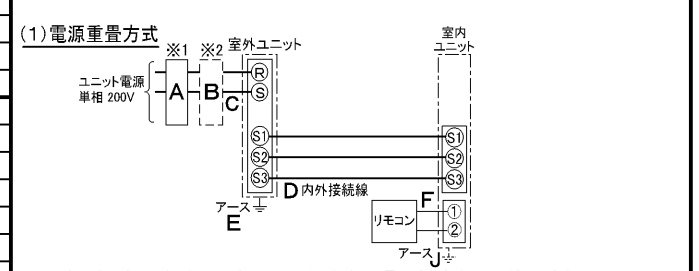 (1)電源重畳方式
※1 ※2 室外ユニット
室内
ユニット
ユニット電源
単相 200V
A
B
C
R
S
S1
S2
S3
S1
S2
S3
D 内外接続線
アース
E
リモコン
F
①
②
アース J